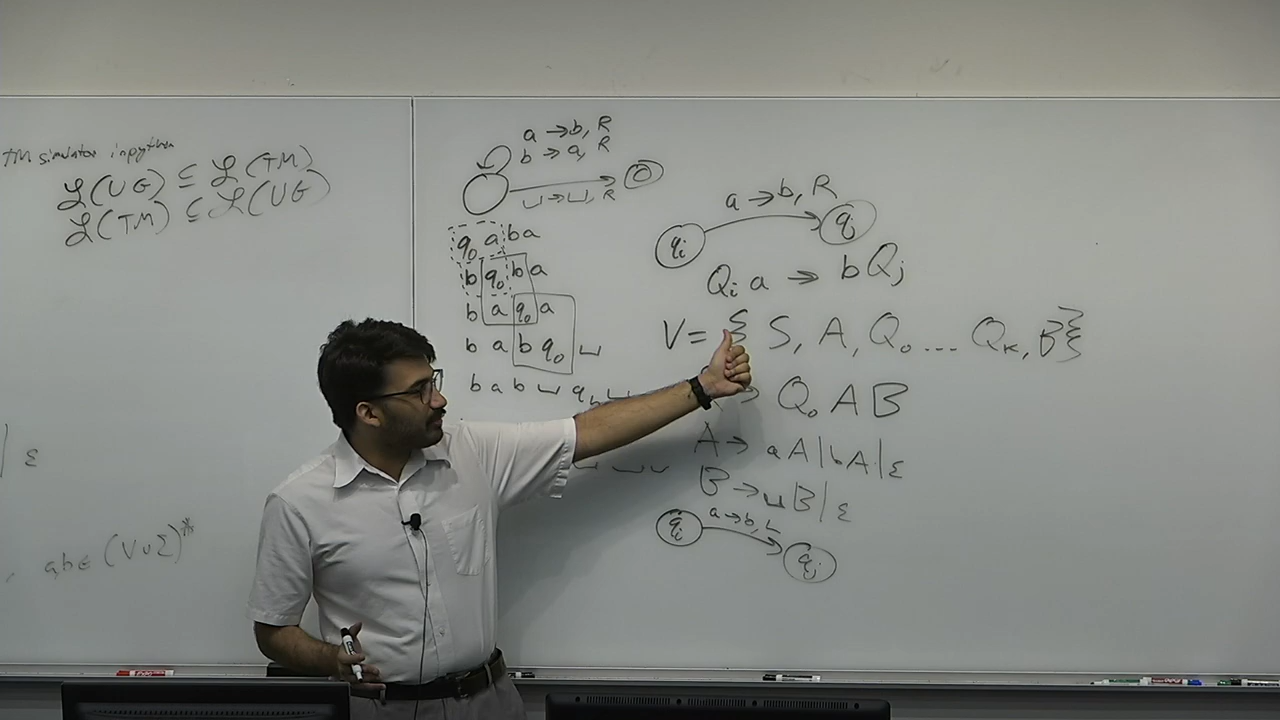 TM simulator in python
ℒ(UG) ⊆ ℒ(TM)
ℒ(TM) ⊆ ℒ(UG)
| ε
, a,b ∈ (V ∪ Σ)*
a → b, R
b → a, R
⊔ → ⊔, R
q₀ a b a
b q₀ b a
b a q₀ a
b a b q₀ ⊔
b a b ⊔ q ⊔
⊔ ⊔ ⊔
a → b, R
qᵢ qⱼ
Qᵢ a → b Qⱼ
V = { S, A, Q₀ ... Qₖ, B }
→ Q₀ A B
A → aA | bA | ε
B → ⊔B | ε
a → b, L
qᵢ qⱼ